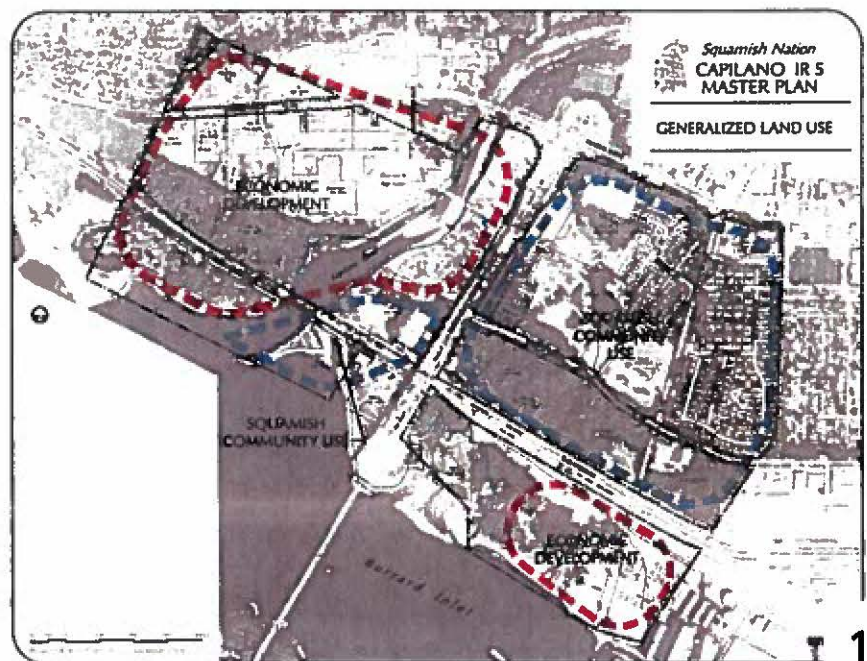 Squamish Nation
CAPILANO IR 5
MASTER PLAN
GENERALIZED LAND USE
ECONOMIC
DEVELOPMENT
SQUAMISH
COMMUNITY
USE
SQUAMISH
COMMUNITY USE
ECONOMIC
DEVELOPMENT
Burrard Inlet
1